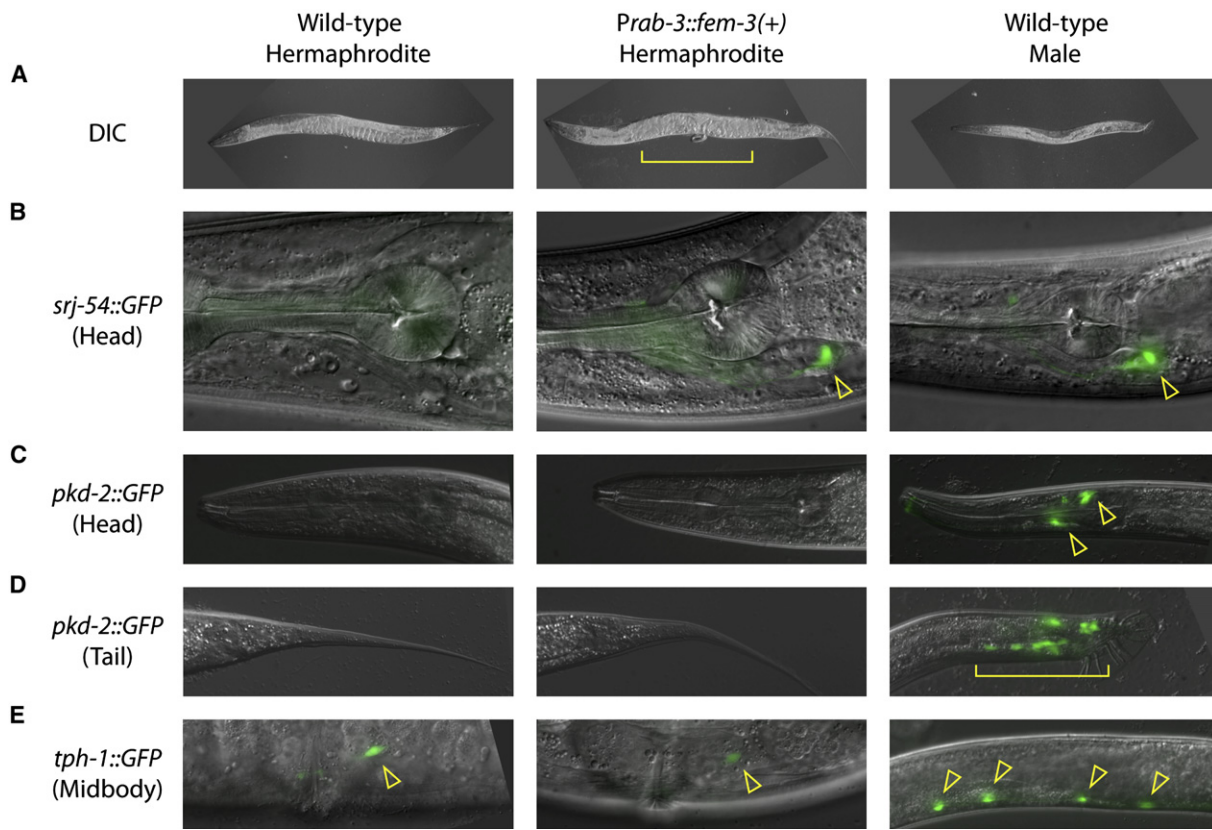 Wild-type
Hermaphrodite
Prab-3::fem-3(+)
Hermaphrodite
Wild-type
Male
A
DIC
B
srj-54::GFP
(Head)
C
pkd-2::GFP
(Head)
D
pkd-2::GFP
(Tail)
E
tph-1::GFP
(Midbody)